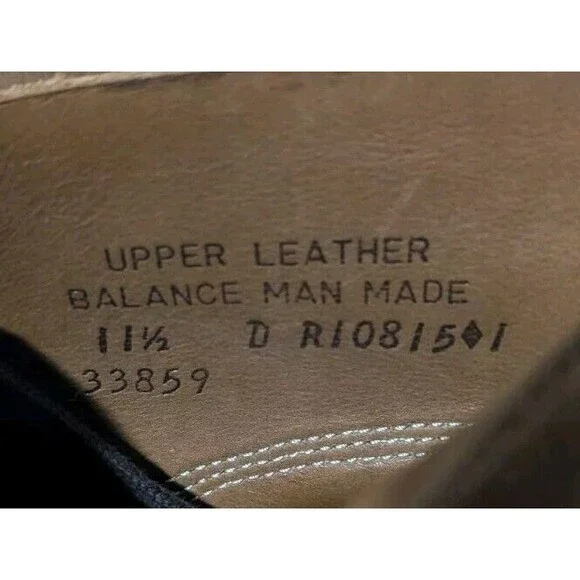 UPPER LEATHER
BALANCE MAN MADE
11½ D R10815◆1
33859